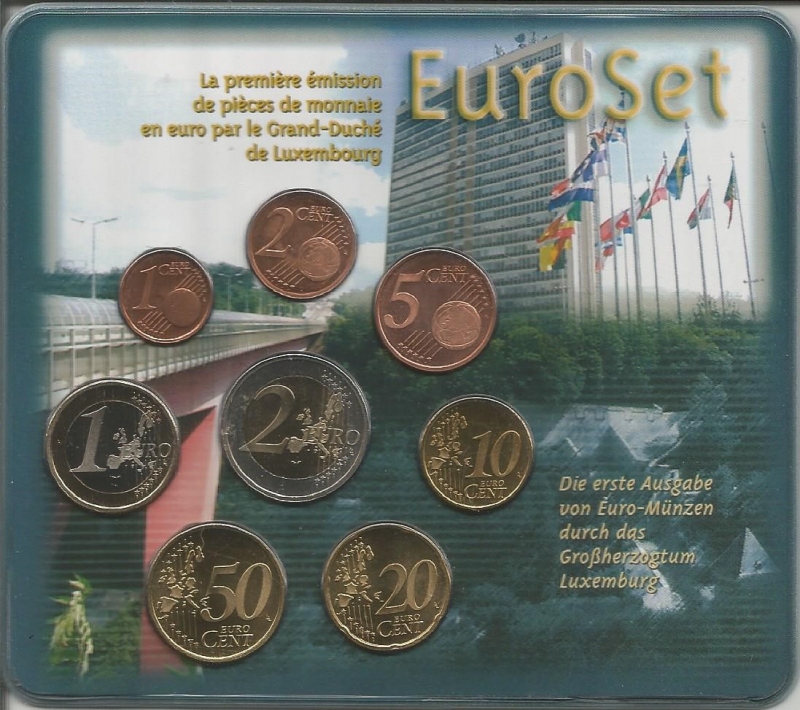 EuroSet
La première émission
de pièces de monnaie
en euro par le Grand-Duché
de Luxembourg
2 EURO
CENT
1 EURO
CENT
5 EURO
CENT
1 EURO
2 EURO
10
EURO
CENT
Die erste Ausgabe
von Euro-Münzen
durch das
Großherzogtum
Luxemburg
50
EURO
CENT
20
EURO
CENT